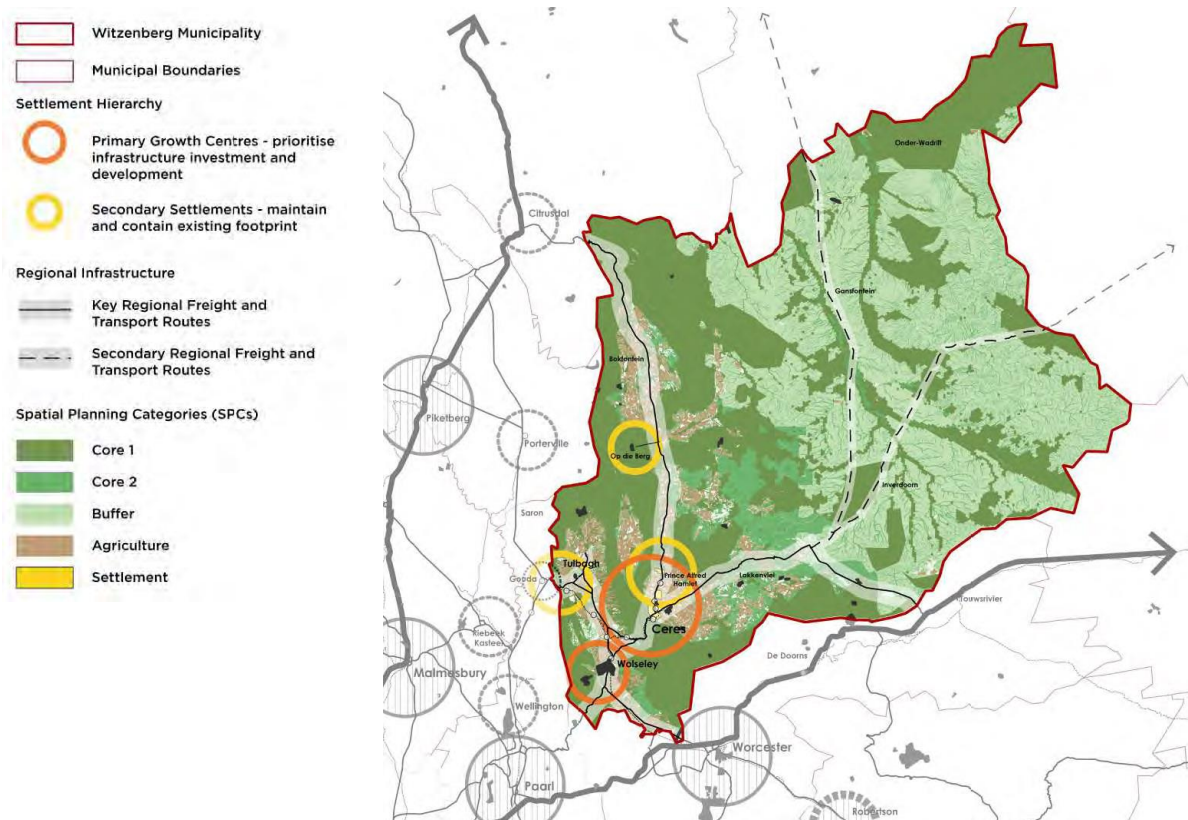 Witzenberg Municipality
Municipal Boundaries
Settlement Hierarchy
Primary Growth Centres - prioritise
infrastructure investment and
development
Secondary Settlements - maintain
and contain existing footprint
Regional Infrastructure
Key Regional Freight and
Transport Routes
Secondary Regional Freight and
Transport Routes
Spatial Planning Categories (SPCs)
Core 1
Core 2
Buffer
Agriculture
Settlement
Onder-Wadrift
Citrusdal
Gansfontein
Bokfontein
Piketberg
Porterville
Op die Berg
Inverdoorn
Saron
Tulbagh
Gouda
Prince Alfred
Hamlet
Lakkenvlei
Touwsrivier
Ceres
Riebeek
Kasteel
De Doorns
Wolseley
Malmesbury
Wellington
Worcester
Paarl
Robertson